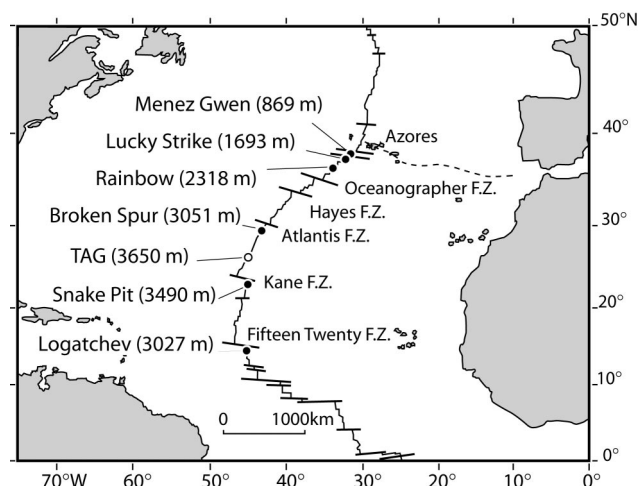 50°N
Menez Gwen (869 m)
Azores
40°
Lucky Strike (1693 m)
Rainbow (2318 m)
Oceanographer F.Z.
Hayes F.Z.
Broken Spur (3051 m)
Atlantis F.Z.
30°
TAG (3650 m)
Kane F.Z.
Snake Pit (3490 m)
20°
Fifteen Twenty F.Z.
Logatchev (3027 m)
10°
0 1000km
0°
70°W 60° 50° 40° 30° 20° 10° 0°